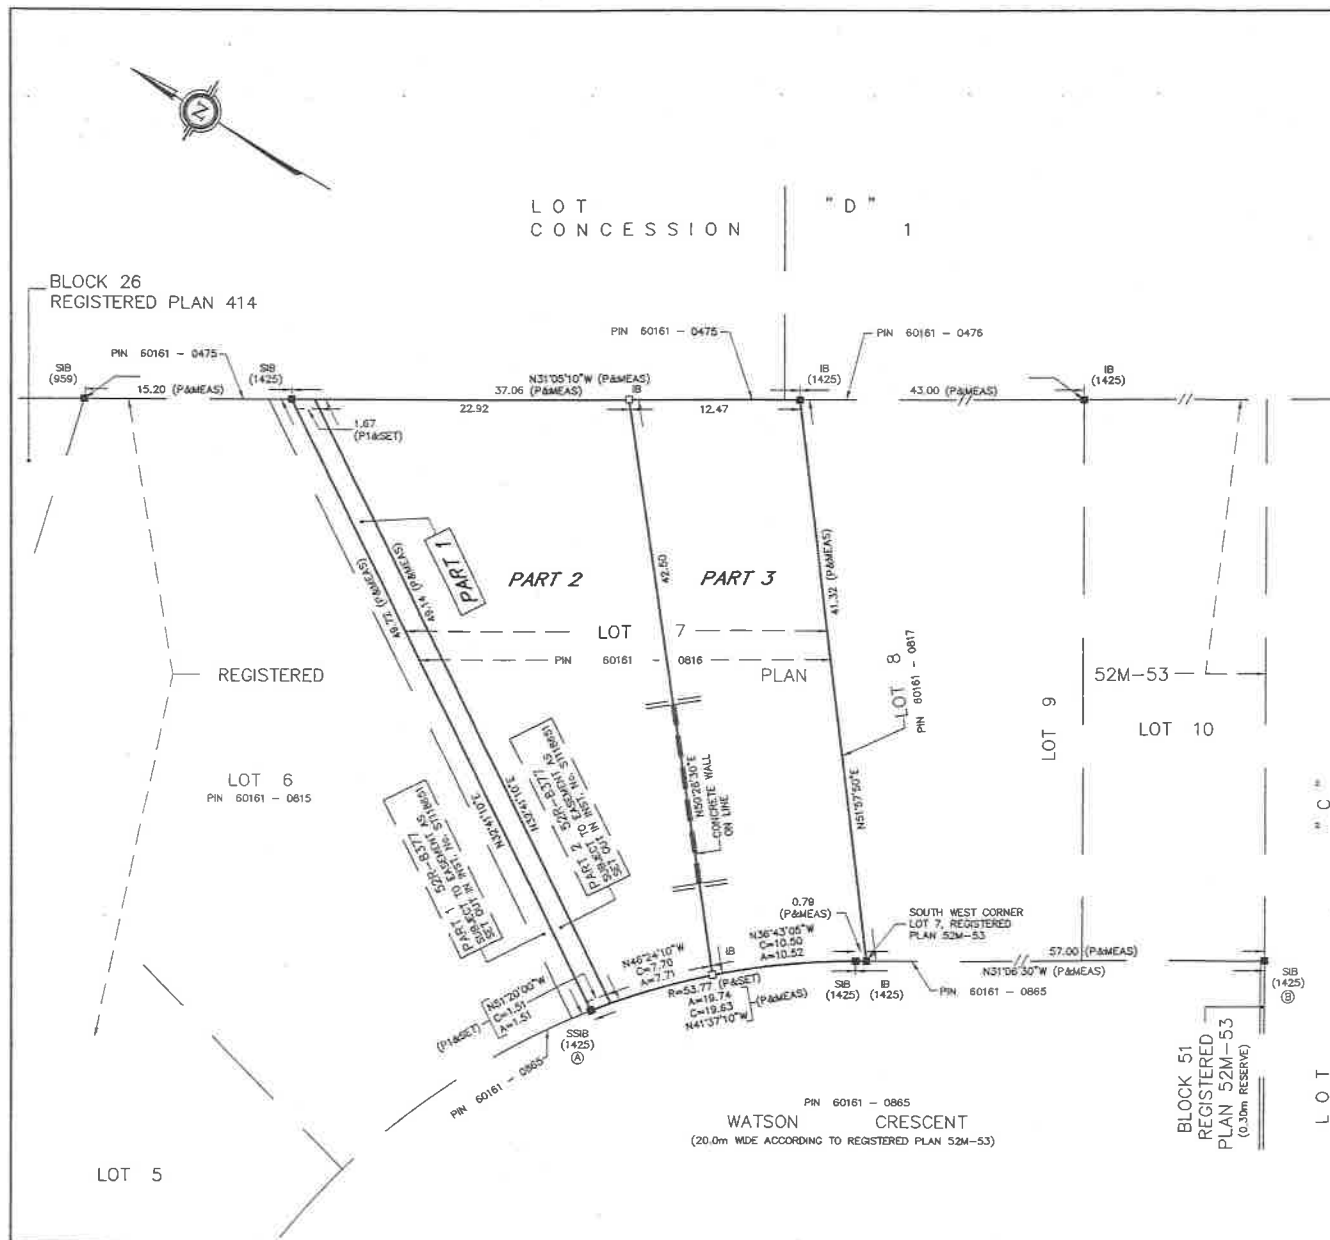 N
LOT "D"
CONCESSION 1
BLOCK 26
REGISTERED PLAN 414
PIN 60161 - 0475
PIN 60161 - 0475
PIN 60161 - 0476
SIB
(959)
15.20 (P&MEAS)
SIB
(1425)
N31°05'10"W (P&MEAS)
37.06 (P&MEAS)
IB
IB
(1425)
43.00 (P&MEAS)
IB
(1425)
22.92
12.47
1.67
(P1&SET)
PART 1
PART 2
PART 3
49.72 (P&MEAS)
49.14 (P&MEAS)
42.50
41.32 (P&MEAS)
LOT 7
PIN 60161 - 0816
REGISTERED
PLAN
52M-53
LOT 8
PIN 60161 - 0817
LOT 9
LOT 10
LOT 6
PIN 60161 - 0815
N32°41'10"E
N32°41'10"E
PART 1 52R-8377
SUBJECT TO EASEMENT AS
SET OUT IN INST. No. ST118651
PART 2 52R-8377
SUBJECT TO EASEMENT AS
SET OUT IN INST. No. ST118651
N50°26'30"E
CONCRETE WALL
ON LINE
N51°57'50"E
"C"
0.79
(P&MEAS)
SOUTH WEST CORNER
LOT 7, REGISTERED
PLAN 52M-53
N36°43'05"W
C=10.50
A=10.52
N46°24'10"W
C=7.70
A=7.71
IB
57.00 (P&MEAS)
N31°06'30"W (P&MEAS)
SIB
(1425)
IB
(1425)
PIN 60161 - 0865
SIB
(1425)
B
R=53.77 (P&SET)
A=19.74
C=19.63
N41°37'10"W
(P&MEAS)
(P1&SET)
N51°20'00"W
C=1.51
A=1.51
SSIB
(1425)
A
PIN 60161 - 0865
PIN 60161 - 0865
WATSON CRESCENT
(20.0m WIDE ACCORDING TO REGISTERED PLAN 52M-53)
BLOCK 51
REGISTERED
PLAN 52M-53
(0.30m RESERVE)
LOT
LOT 5